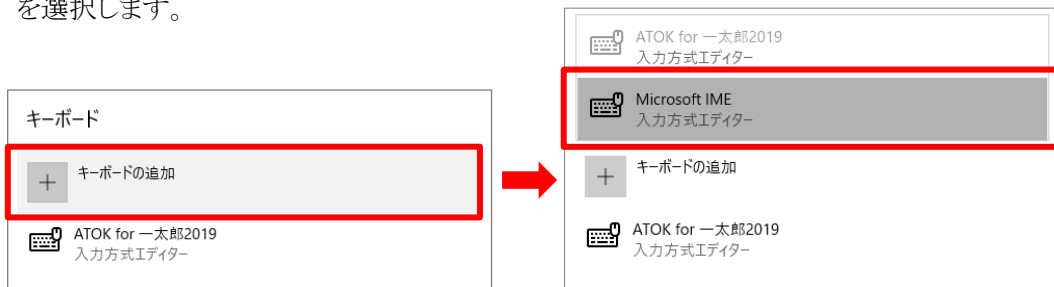 を選択します。
キーボード
キーボードの追加
ATOK for 一太郎2019
入力方式エディター
ATOK for 一太郎2019
入力方式エディター
Microsoft IME
入力方式エディター
キーボードの追加
ATOK for 一太郎2019
入力方式エディター